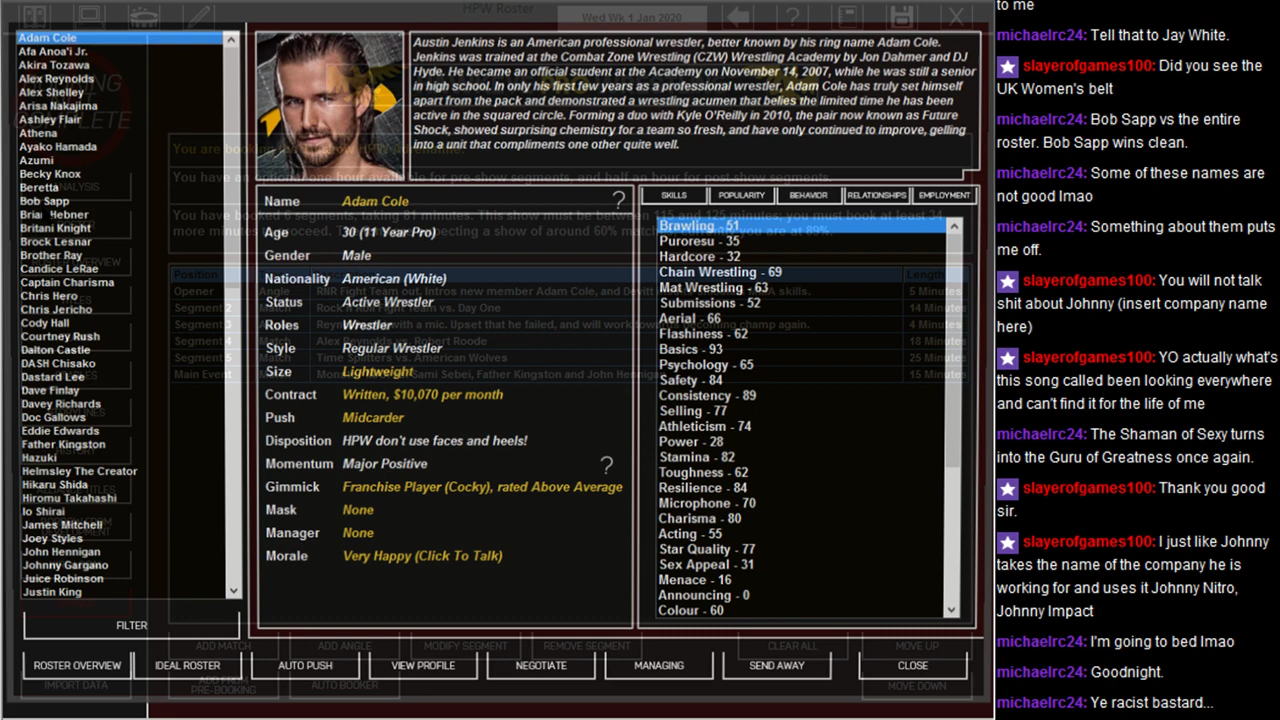 HPW Roster
Wed Wk 1 Jan 2020
Adam Cole
Afa Anoa'i Jr.
Akira Tozawa
Alex Reynolds
Alex Shelley
Arisa Nakajima
Ashley Flair
Athena
Ayako Hamada
Azumi
Becky Knox
Beretta
Bob Sapp
Brian Hebner
Britani Knight
Brock Lesnar
Brother Ray
Candice LeRae
Captain Charisma
Chris Hero
Chris Jericho
Cody Hall
Courtney Rush
Dalton Castle
DASH Chisako
Dastard Lee
Dave Finlay
Davey Richards
Doc Gallows
Eddie Edwards
Father Kingston
Hazuki
Helmsley The Creator
Hikaru Shida
Hiromu Takahashi
Io Shirai
James Mitchell
Joey Styles
John Hennigan
Johnny Gargano
Juice Robinson
Justin King
FILTER
Austin Jenkins is an American professional wrestler, better known by his ring name Adam Cole.
Jenkins was trained at the Combat Zone Wrestling (CZW) Wrestling Academy by Jon Dahmer and DJ
Hyde. He became an official student at the Academy on November 14, 2007, while he was still a senior
in high school. In only his first few years as a professional wrestler, Adam Cole has truly set himself
apart from the pack and demonstrated a wrestling acumen that belies the limited time he has been
active in the squared circle. Forming a duo with Kyle O'Reilly in 2010, the pair now known as Future
Shock, showed surprising chemistry for a team so fresh, and have only continued to improve, gelling
into a unit that compliments one other quite well.
Name Adam Cole ?
Age 30 (11 Year Pro)
Gender Male
Nationality American (White)
Status Active Wrestler
Roles Wrestler
Style Regular Wrestler
Size Lightweight
Contract Written, $10,070 per month
Push Midcarder
Disposition HPW don't use faces and heels!
Momentum Major Positive ?
Gimmick Franchise Player (Cocky), rated Above Average
Mask None
Manager None
Morale Very Happy (Click To Talk)
SKILLS POPULARITY BEHAVIOR RELATIONSHIPS EMPLOYMENT
Brawling - 51
Puroresu - 35
Hardcore - 32
Chain Wrestling - 69
Mat Wrestling - 63
Submissions - 52
Aerial - 66
Flashiness - 62
Basics - 93
Psychology - 65
Safety - 84
Consistency - 89
Selling - 77
Athleticism - 74
Power - 28
Stamina - 82
Toughness - 62
Resilience - 84
Microphone - 70
Charisma - 80
Acting - 55
Star Quality - 77
Sex Appeal - 31
Menace - 16
Announcing - 0
Colour - 60
ADD MATCH ADD ANGLE MODIFY SEGMENT REMOVE SEGMENT CLEAR ALL MOVE UP
ROSTER OVERVIEW IDEAL ROSTER AUTO PUSH VIEW PROFILE NEGOTIATE MANAGING SEND AWAY CLOSE
IMPORT DATA ADD FROM PRE-BOOKING AUTO BOOKER MOVE DOWN
to me
michaelrc24: Tell that to Jay White.
slayerofgames100: Did you see the
UK Women's belt
michaelrc24: Bob Sapp vs the entire
roster. Bob Sapp wins clean.
michaelrc24: Some of these names are
not good lmao
michaelrc24: Something about them puts
me off.
slayerofgames100: You will not talk
shit about Johnny (insert company name
here)
slayerofgames100: YO actually what's
this song called been looking everywhere
and can't find it for the life of me
michaelrc24: The Shaman of Sexy turns
into the Guru of Greatness once again.
slayerofgames100: Thank you good
sir.
slayerofgames100: I just like Johnny
takes the name of the company he is
working for and uses it Johnny Nitro,
Johnny Impact
michaelrc24: I'm going to bed lmao
michaelrc24: Goodnight.
michaelrc24: Ye racist bastard...